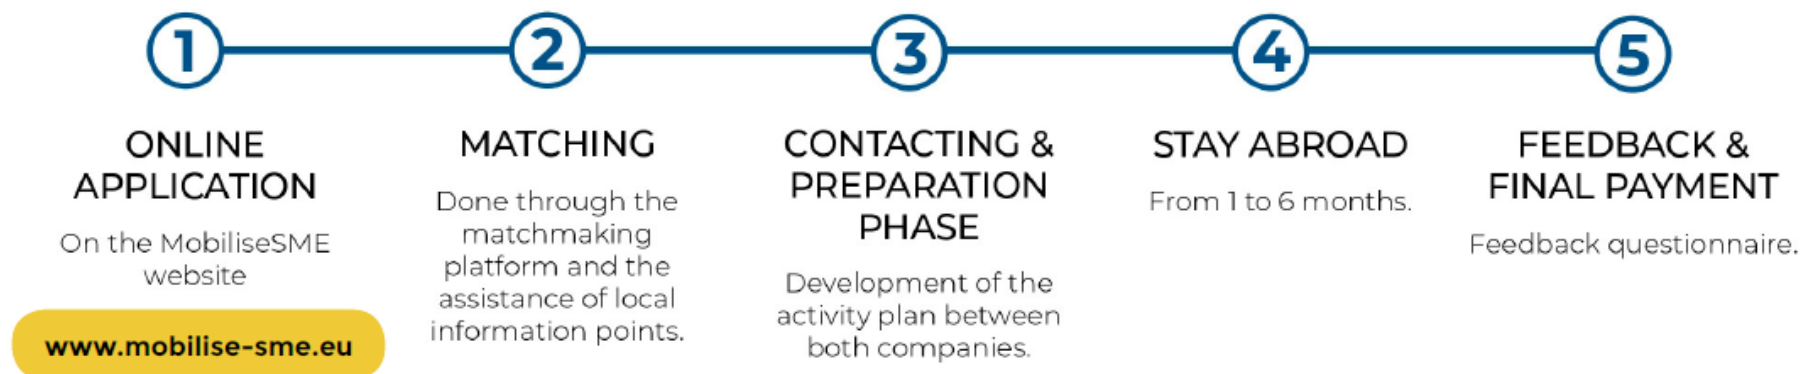 1
ONLINE
APPLICATION
On the MobiliseSME
website
www.mobilise-sme.eu
2
MATCHING
Done through the
matchmaking
platform and the
assistance of local
information points.
3
CONTACTING &
PREPARATION
PHASE
Development of the
activity plan between
both companies.
4
STAY ABROAD
From 1 to 6 months.
5
FEEDBACK &
FINAL PAYMENT
Feedback questionnaire.